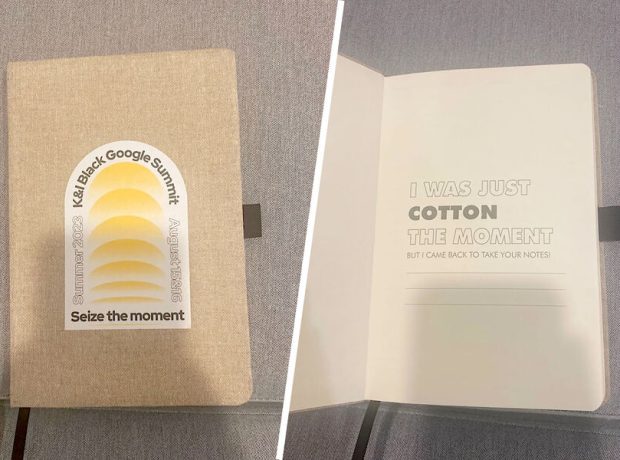 K&I Black Google Summit
Summer 2023
August 15&16
Seize the moment
I WAS JUST
COTTON
THE MOMENT
BUT I CAME BACK TO TAKE YOUR NOTES!